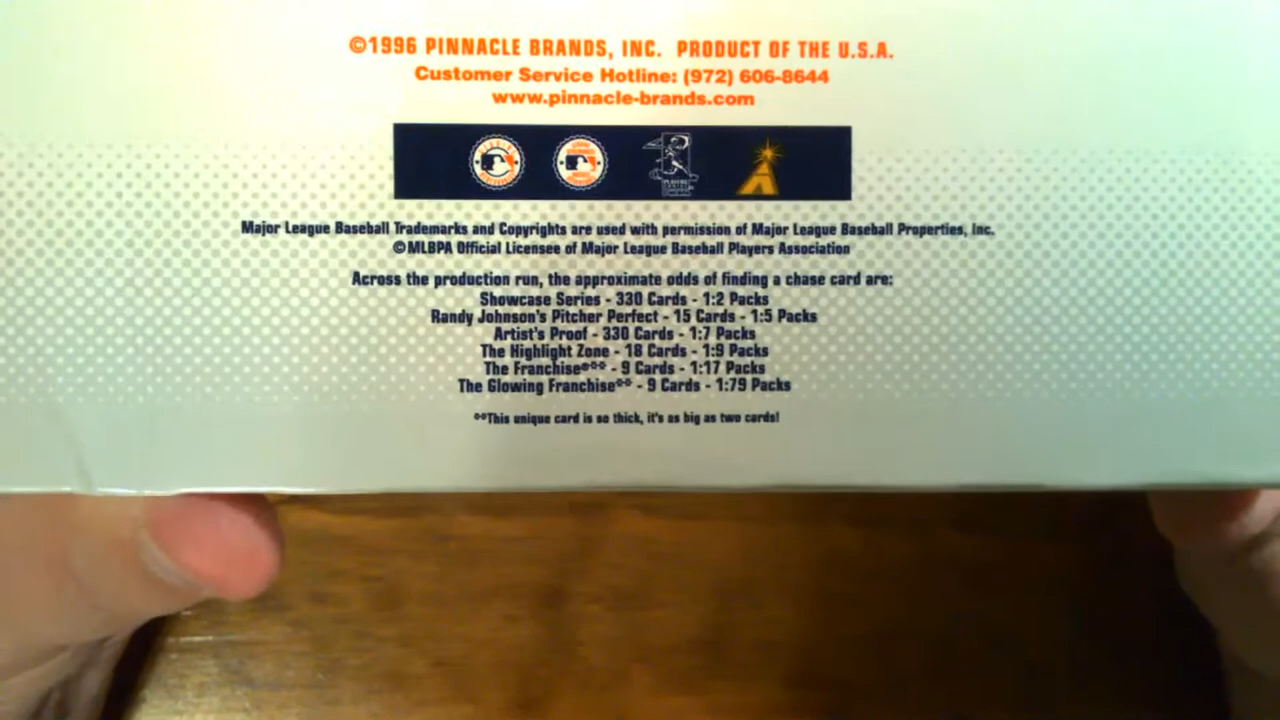 ©1996 PINNACLE BRANDS, INC. PRODUCT OF THE U.S.A.
Customer Service Hotline: (972) 606-8644
www.pinnacle-brands.com
Major League Baseball Trademarks and Copyrights are used with permission of Major League Baseball Properties, Inc.
©MLBPA Official Licensee of Major League Baseball Players Association
Across the production run, the approximate odds of finding a chase card are:
Showcase Series - 330 Cards - 1:2 Packs
Randy Johnson's Pitcher Perfect - 15 Cards - 1:5 Packs
Artist's Proof - 330 Cards - 1:7 Packs
The Highlight Zone - 18 Cards - 1:9 Packs
The Franchise®** - 9 Cards - 1:17 Packs
The Glowing Franchise** - 9 Cards - 1:79 Packs
**This unique card is so thick, it's as big as two cards!